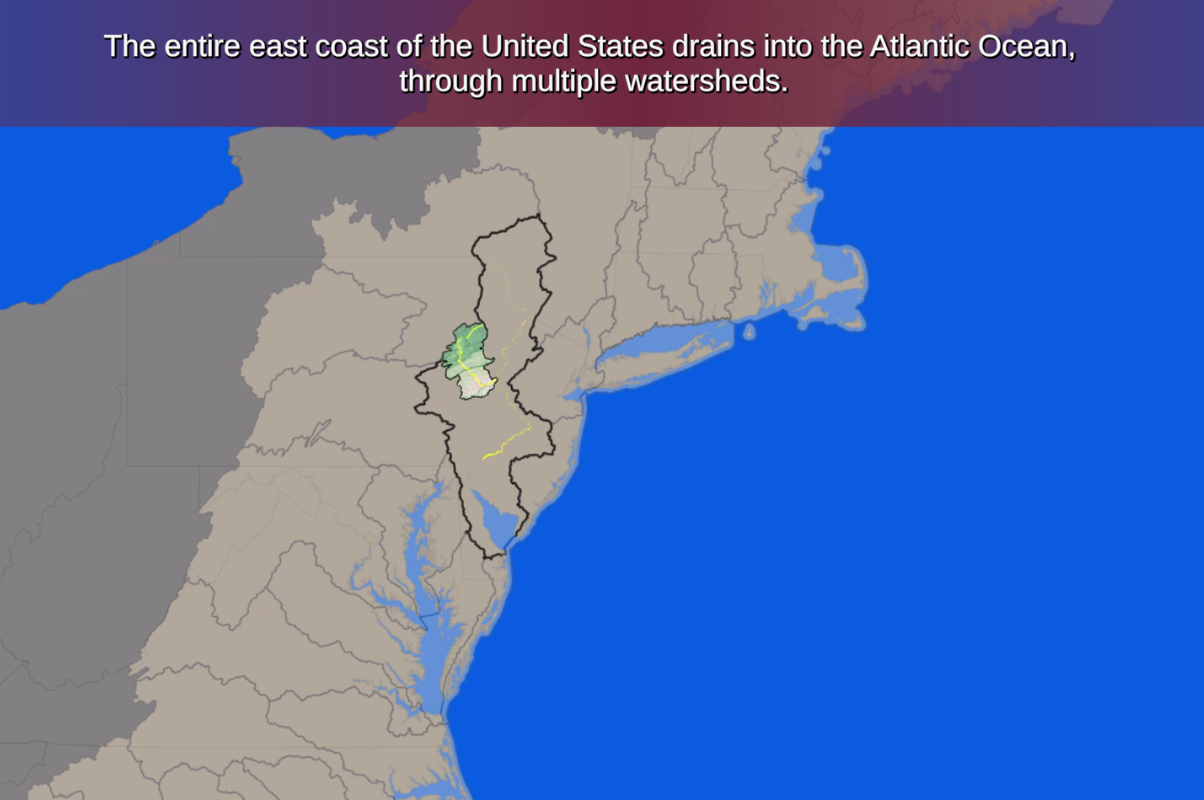 The entire east coast of the United States drains into the Atlantic Ocean,
through multiple watersheds.